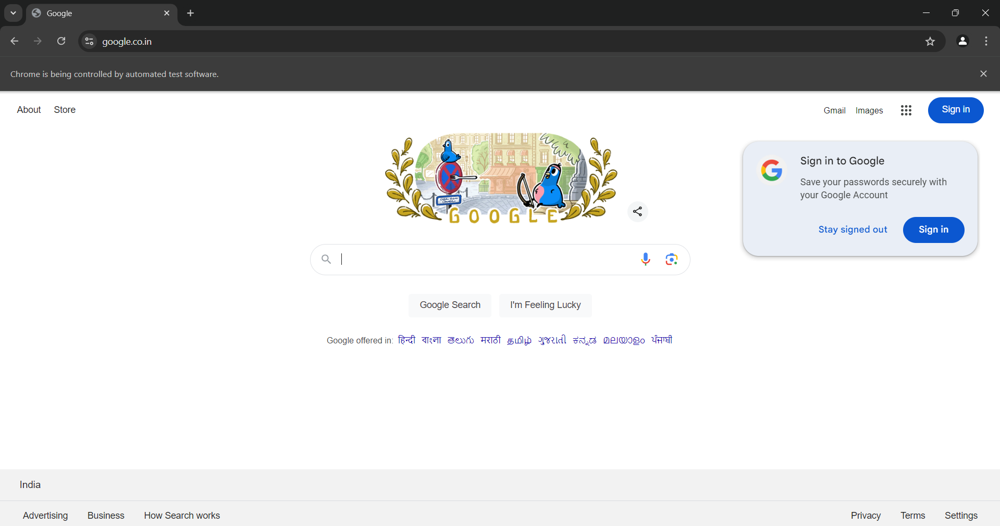 Google
google.co.in
Chrome is being controlled by automated test software.
About Store
Gmail Images Sign in
GOOGLE
Sign in to Google
Save your passwords securely with
your Google Account
Stay signed out Sign in
Google Search I'm Feeling Lucky
Google offered in: हिन्दी বাংলা తెలుగు मराठी தமிழ் ગુજરાતી ಕನ್ನಡ മലയാളം ਪੰਜਾਬੀ
India
Advertising Business How Search works
Privacy Terms Settings